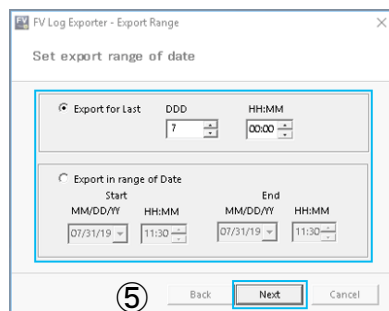 FV Log Exporter - Export Range
Set export range of date
Export for Last DDD HH:MM
7 00:00
Export in range of Date
Start End
MM/DD/YY HH:MM MM/DD/YY HH:MM
07/31/19 11:30 07/31/19 11:30
⑤ Back Next Cancel